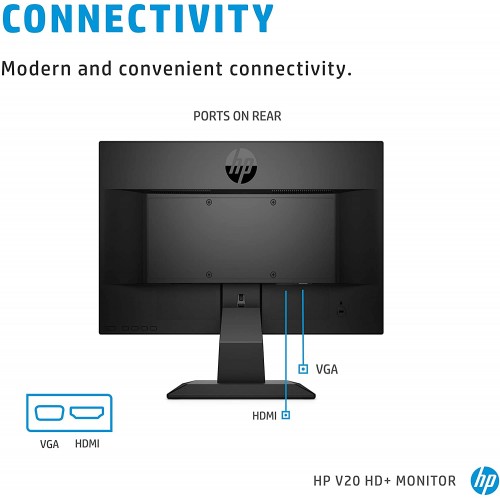 CONNECTIVITY
Modern and convenient connectivity.
PORTS ON REAR
hp
VGA
HDMI
VGA HDMI
HP V20 HD+ MONITOR
hp